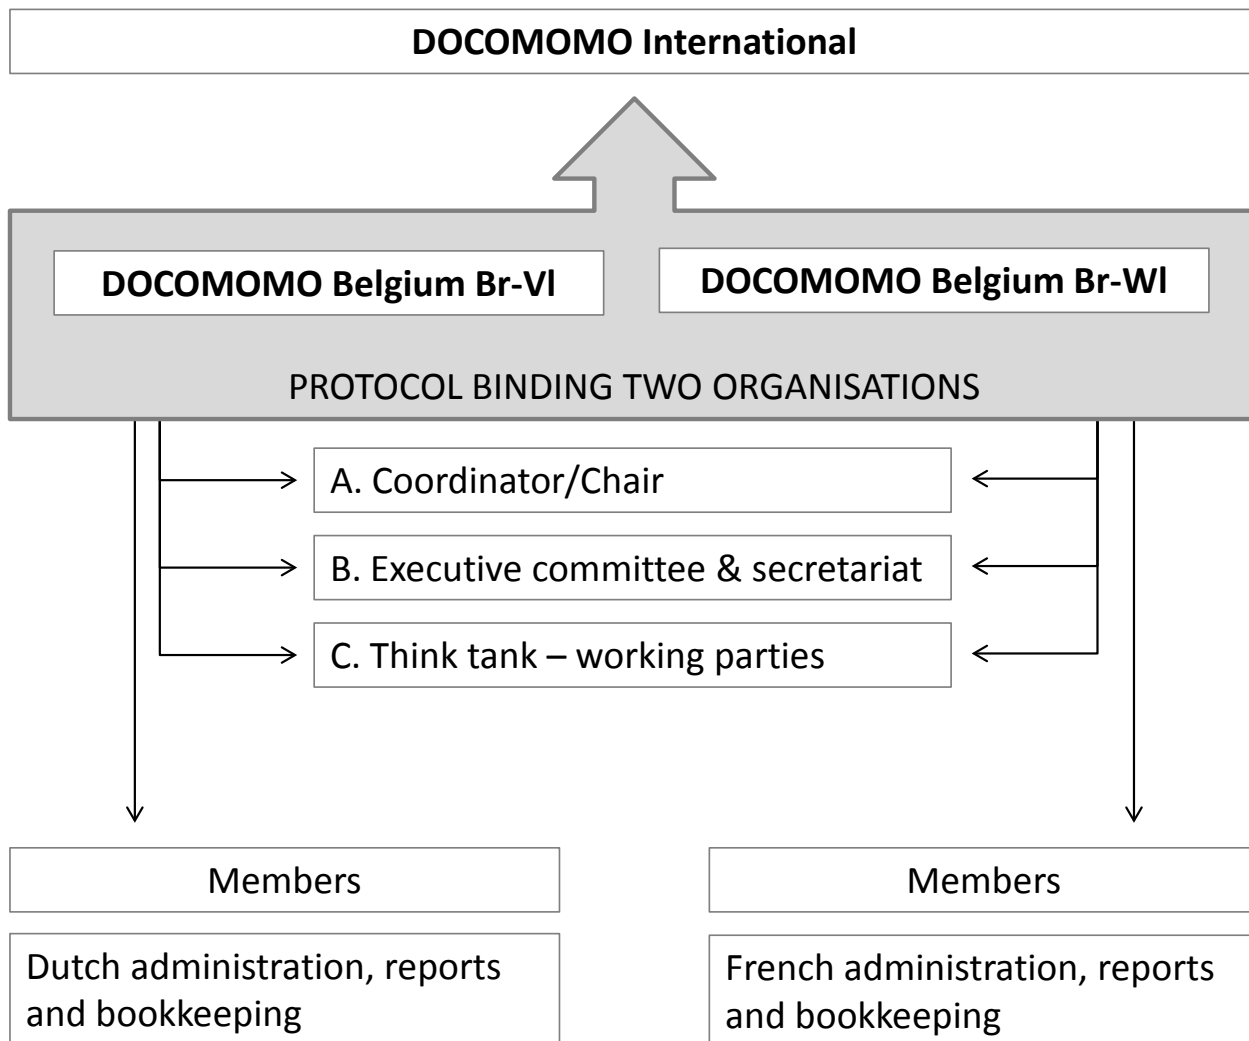 DOCOMOMO International
DOCOMOMO Belgium Br-Vl
DOCOMOMO Belgium Br-Wl
PROTOCOL BINDING TWO ORGANISATIONS
A. Coordinator/Chair
B. Executive committee & secretariat
C. Think tank – working parties
Members
Members
Dutch administration, reports
and bookkeeping
French administration, reports
and bookkeeping